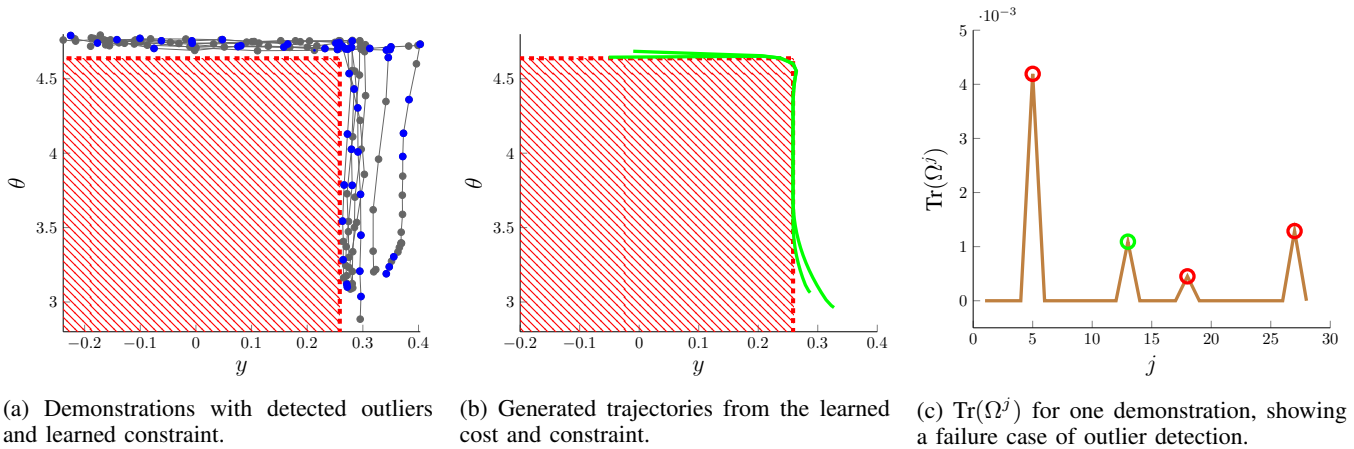 4.5
4
3.5
3
θ
−0.2 −0.1 0 0.1 0.2 0.3 0.4
y
(a) Demonstrations with detected outliers
and learned constraint.
4.5
4
3.5
3
θ
−0.2 −0.1 0 0.1 0.2 0.3 0.4
y
(b) Generated trajectories from the learned
cost and constraint.
·10⁻³
5
4
3
2
1
0
Tr(Ωʲ)
0 5 10 15 20 25 30
j
(c) Tr(Ωʲ) for one demonstration, showing
a failure case of outlier detection.